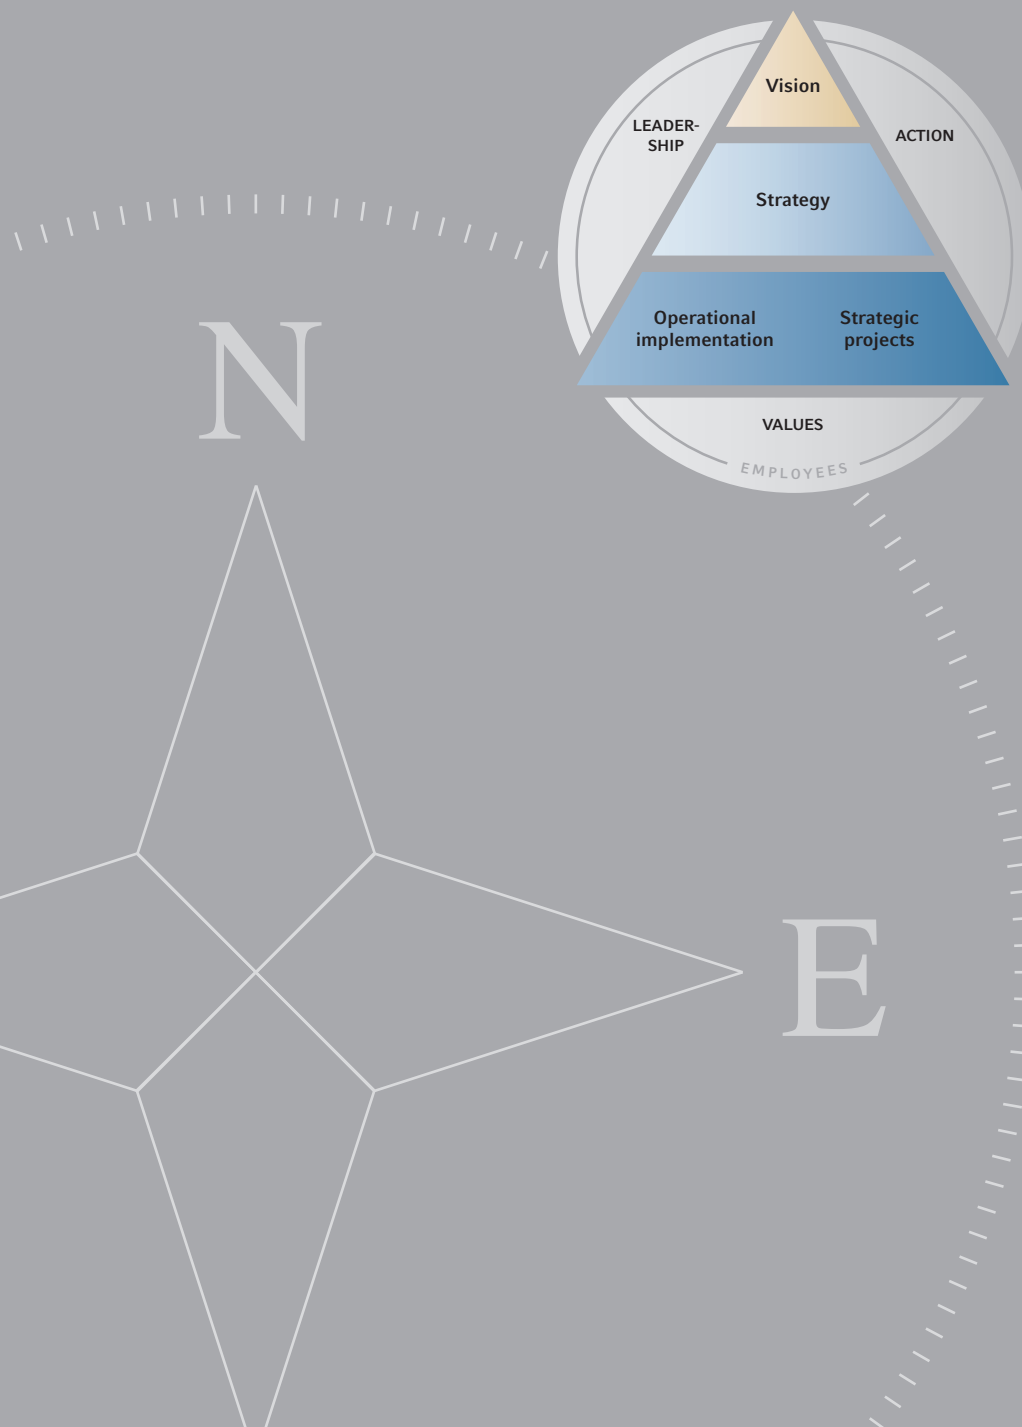 Vision
LEADER-
SHIP
ACTION
Strategy
Operational
implementation
Strategic
projects
VALUES
EMPLOYEES
N
E